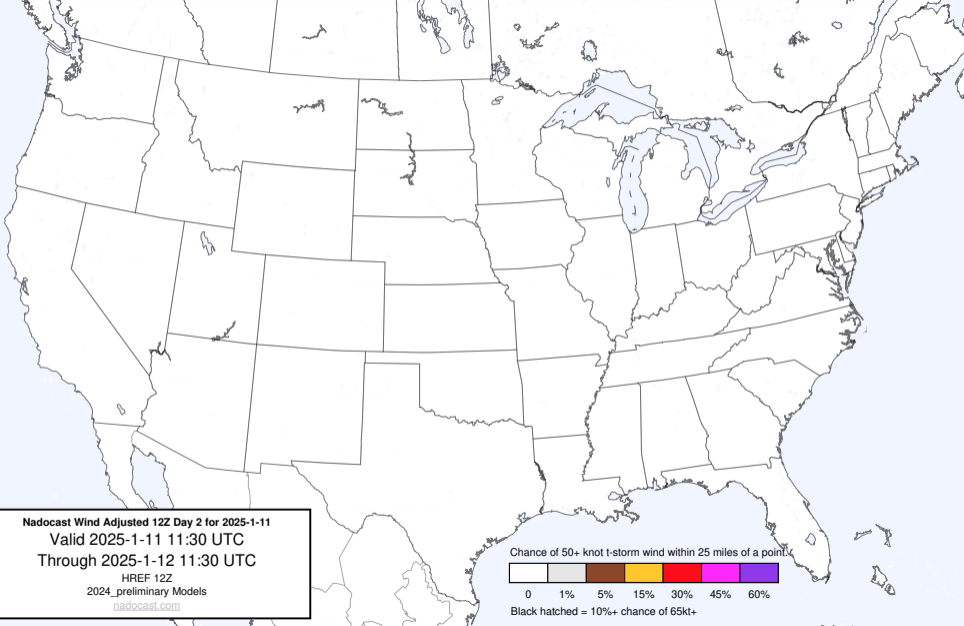 Nadocast Wind Adjusted 12Z Day 2 for 2025-1-11
Valid 2025-1-11 11:30 UTC
Through 2025-1-12 11:30 UTC
HREF 12Z
2024_preliminary Models
nadocast.com
Chance of 50+ knot t-storm wind within 25 miles of a point.
0 1% 5% 15% 30% 45% 60%
Black hatched = 10%+ chance of 65kt+